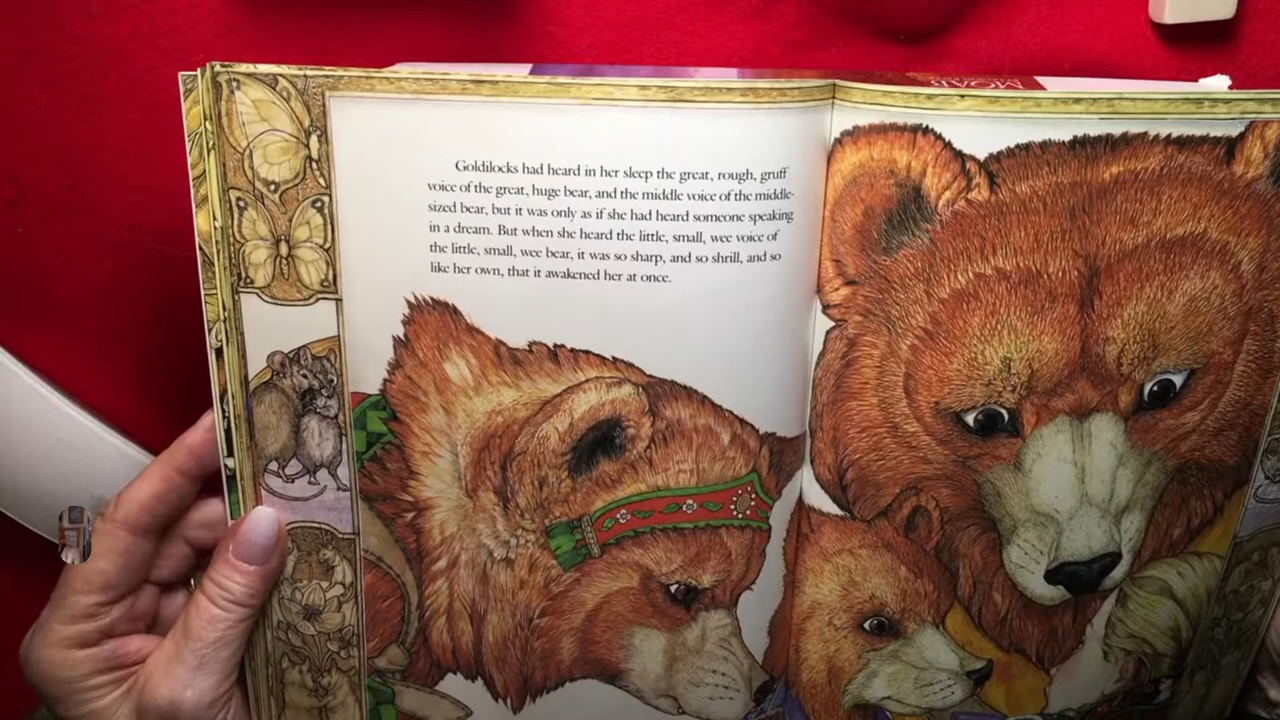 MOAB
Goldilocks had heard in her sleep the great, rough, gruff
voice of the great, huge bear, and the middle voice of the middle-
sized bear, but it was only as if she had heard someone speaking
in a dream. But when she heard the little, small, wee voice of
the little, small, wee bear, it was so sharp, and so shrill, and so
like her own, that it awakened her at once.